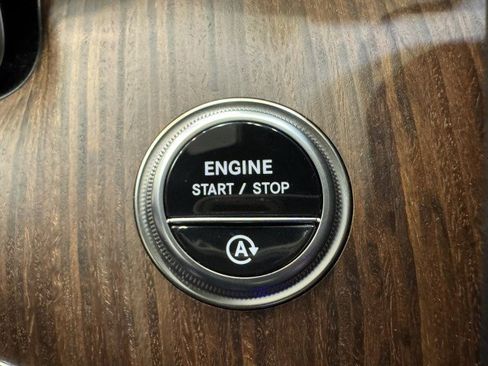 ENGINE
START / STOP
A